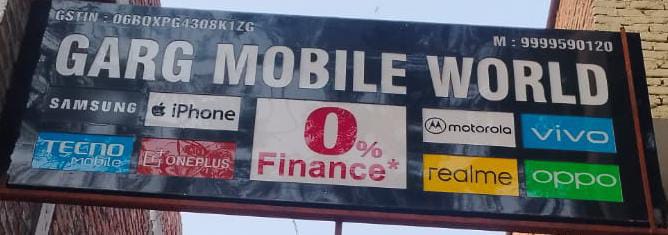 GSTIN : 06BQXPG4308K1ZG
M : 9999590120
GARG MOBILE WORLD
SAMSUNG
iPhone
0%
Finance*
motorola
vivo
TECNO
Mobile
ONEPLUS
realme
oppo